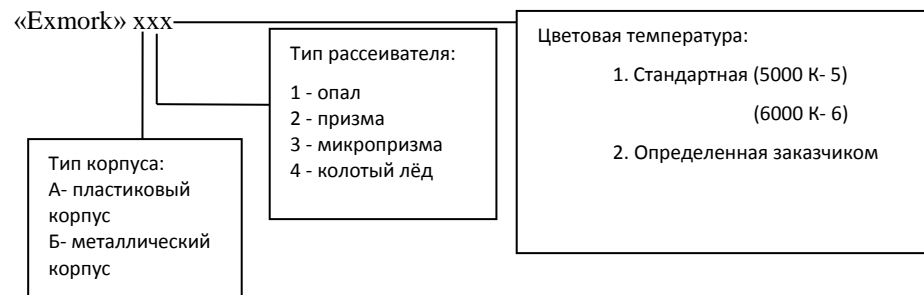 «Exmork» xxx
Тип корпуса:
А- пластиковый
корпус
Б- металлический
корпус
Тип рассеивателя:
1 - опал
2 - призма
3 - микропризма
4 - колотый лёд
Цветовая температура:
1. Стандартная (5000 К- 5)
(6000 К- 6)
2. Определенная заказчиком